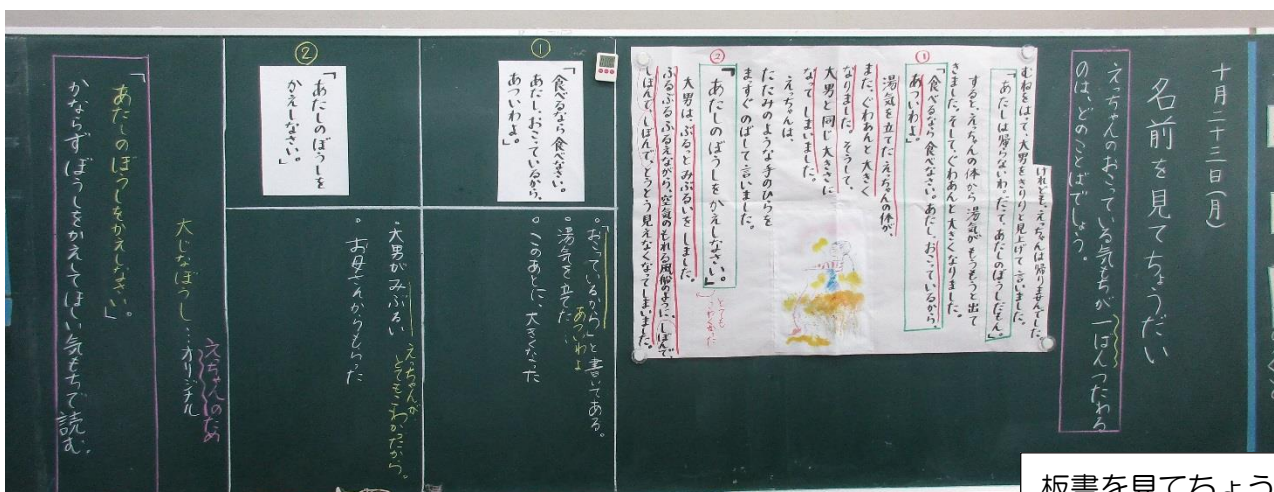 十月二十三日(月)
名前を見てちょうだい
えっちゃんのおこっている気もちが一ばんつたわる
のは、どのことばでしょう。
けれども、えっちゃんは帰りませんでした。
むねをはって、大男をきりりと見上げて言いました。
「あたしは帰らないわ。だって、あたしのぼうしだもん。」
すると、えっちゃんの体から湯気がもうもうと出て
きました。そして、ぐわあんと大きくなりました。
①
「食べるなら食べなさい。あたし、おこっているから、
あついわよ。」
湯気を立てたえっちゃんの体が、
また、ぐわあんと大きく
なりました。そうして、
大男と同じ大きさに
なってしまいました。
えっちゃんは、
たたみのような手のひらを
まっすぐのばして言いました。
②
「あたしのぼうしをかえしなさい。」
とても
こわかった
大男は、ぶるっとみぶるいをしました。
ぶるぶるふるえながら、空気のもれる風船のように、しぼんで、
しぼんで、しぼんで、とうとう見えなくなってしまいました。
①
「食べるなら食べなさい。
あたし、おこっているから、
あついわよ。」
。「おこっているから」と書いてある。
あついわよ
。湯気を立てた
。このあとに、大きくなった
②
「あたしのぼうしを
かえしなさい。」
。大男がみぶるい
えっちゃんが
とてもこわかったから。
。お母さんからもらった
えっちゃんのため
大じなぼうし…オリジナル
「あたしのぼうしをかえしなさい」。
かならずぼうしをかえしてほしい気もちで読む。
板書を見てちょう